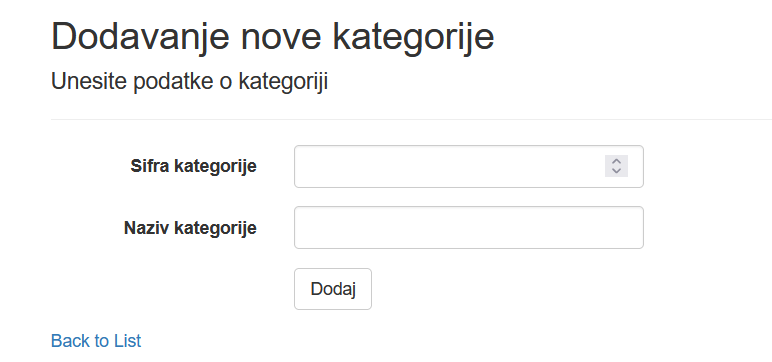 Dodavanje nove kategorije
Unesite podatke o kategoriji
Sifra kategorije
Naziv kategorije
Dodaj
Back to List